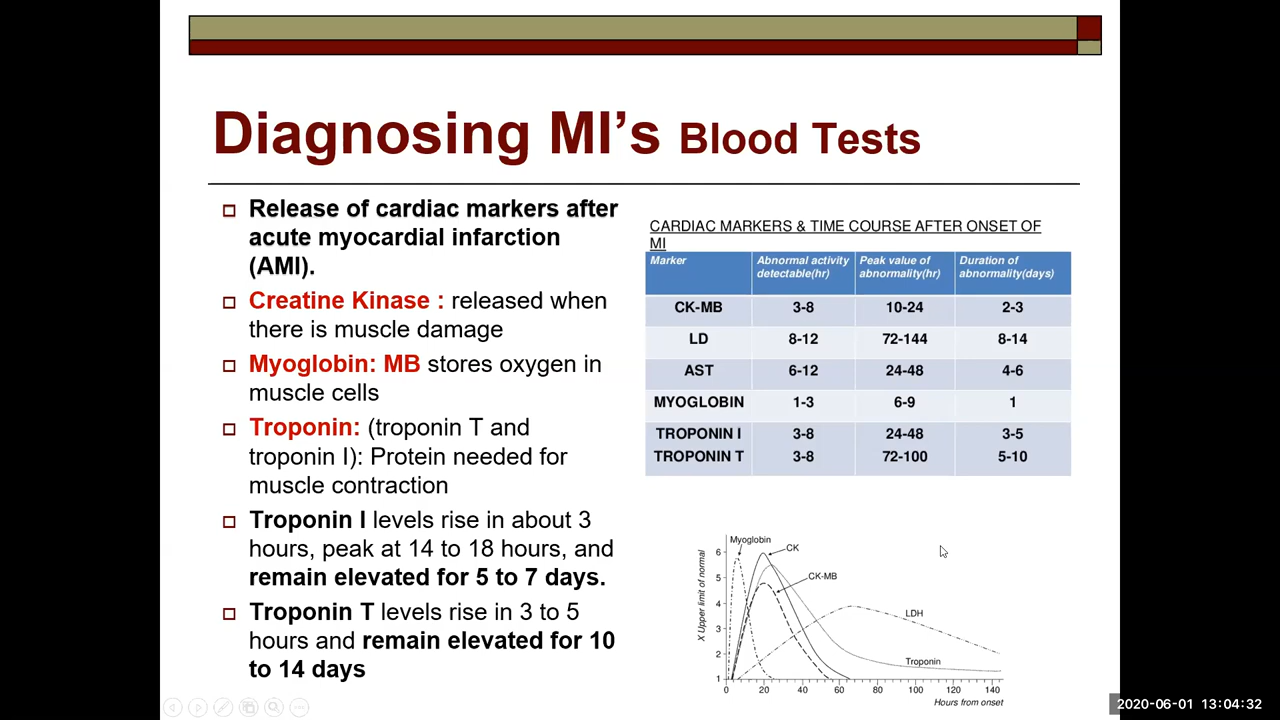 Diagnosing MI’s Blood Tests
Release of cardiac markers after
acute myocardial infarction
(AMI).
Creatine Kinase : released when
there is muscle damage
Myoglobin: MB stores oxygen in
muscle cells
Troponin: (troponin T and
troponin I): Protein needed for
muscle contraction
Troponin I levels rise in about 3
hours, peak at 14 to 18 hours, and
remain elevated for 5 to 7 days.
Troponin T levels rise in 3 to 5
hours and remain elevated for 10
to 14 days
CARDIAC MARKERS & TIME COURSE AFTER ONSET OF
MI
Marker Abnormal activity Peak value of Duration of
detectable(hr) abnormality(hr) abnormality(days)
CK-MB 3-8 10-24 2-3
LD 8-12 72-144 8-14
AST 6-12 24-48 4-6
MYOGLOBIN 1-3 6-9 1
TROPONIN I 3-8 24-48 3-5
TROPONIN T 3-8 72-100 5-10
Myoglobin
CK
CK-MB
LDH
Troponin
X Upper limit of normal
6
5
4
3
2
1
0 20 40 60 80 100 120 140
Hours from onset
2020-06-01 13:04:32